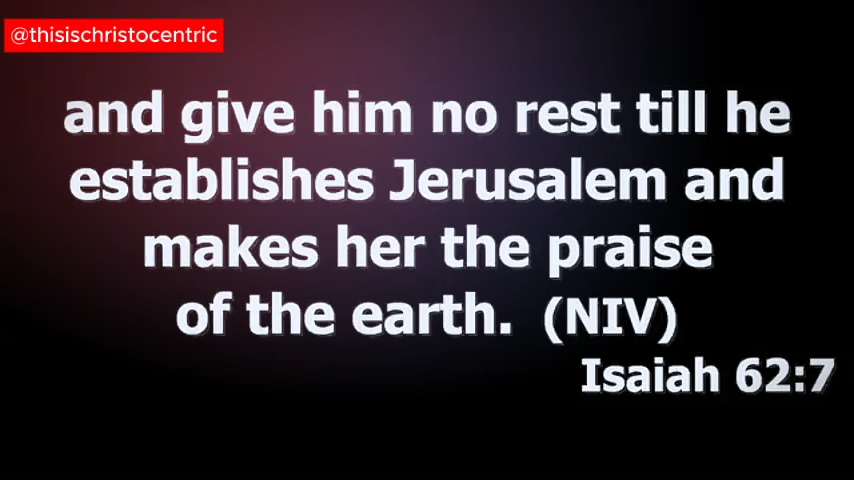 @thisischristocentric
and give him no rest till he
establishes Jerusalem and
makes her the praise
of the earth. (NIV)
Isaiah 62:7